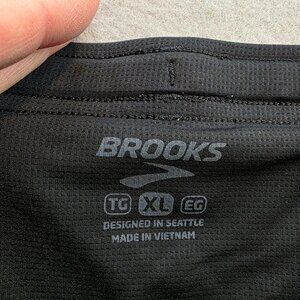 BROOKS
TG XL EG
DESIGNED IN SEATTLE
MADE IN VIETNAM